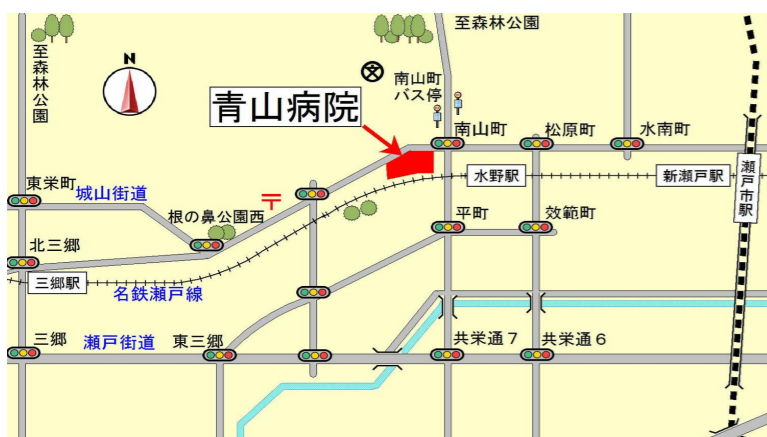 至森林公園
至森林公園
N
南山町
バス停
青山病院
南山町
松原町
水南町
東栄町
城山街道
〒
水野駅
新瀬戸駅
瀬戸市駅
根の鼻公園西
平町
効範町
北三郷
三郷駅
名鉄瀬戸線
三郷
瀬戸街道
東三郷
共栄通7
共栄通6